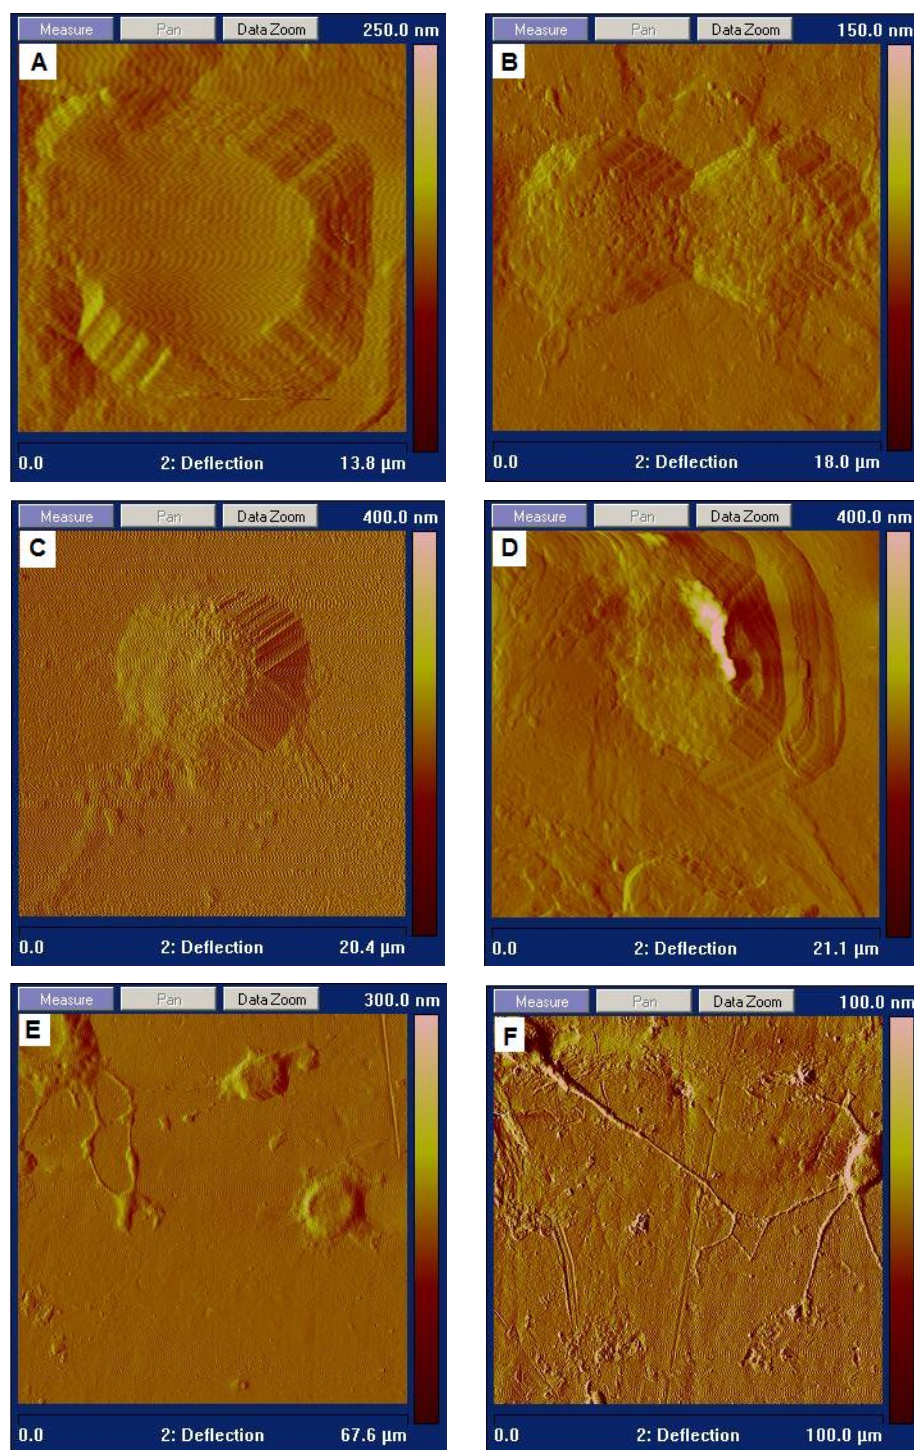 Measure Pan Data Zoom 250.0 nm
A
0.0 2: Deflection 13.8 µm
Measure Pan Data Zoom 150.0 nm
B
0.0 2: Deflection 18.0 µm
Measure Pan Data Zoom 400.0 nm
C
0.0 2: Deflection 20.4 µm
Measure Pan Data Zoom 400.0 nm
D
0.0 2: Deflection 21.1 µm
Measure Pan Data Zoom 300.0 nm
E
0.0 2: Deflection 67.6 µm
Measure Pan Data Zoom 100.0 nm
F
0.0 2: Deflection 100.0 µm